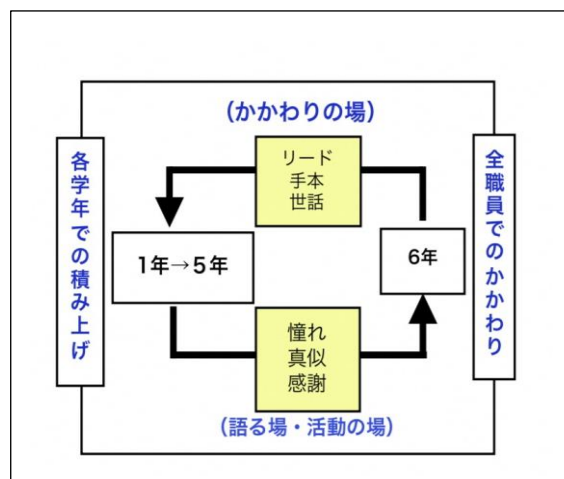 （かかわりの場）
リード
手本
世話
各学年での積み上げ
1年→5年
6年
全職員でのかかわり
憧れ
真似
感謝
（語る場・活動の場）